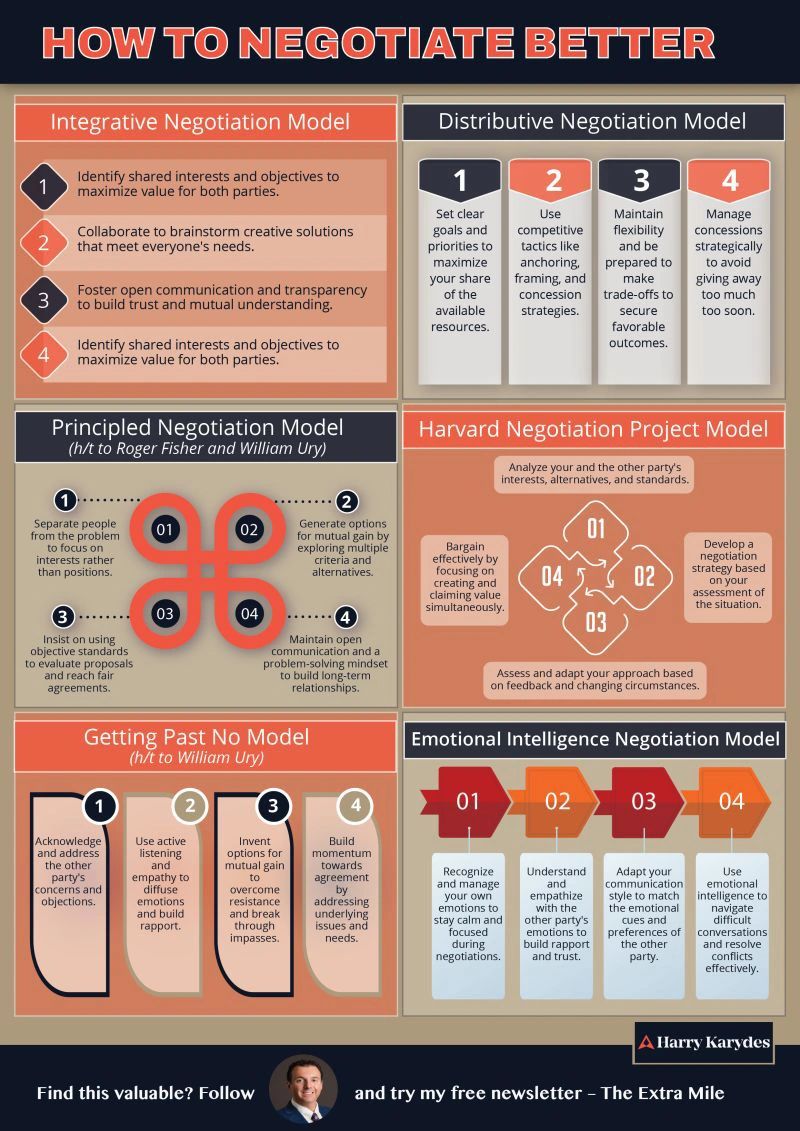 HOW TO NEGOTIATE BETTER
Integrative Negotiation Model
1
Identify shared interests and objectives to
maximize value for both parties.
2
Collaborate to brainstorm creative solutions
that meet everyone's needs.
3
Foster open communication and transparency
to build trust and mutual understanding.
4
Identify shared interests and objectives to
maximize value for both parties.
Distributive Negotiation Model
1
Set clear
goals and
priorities to
maximize
your share
of the
available
resources.
2
Use
competitive
tactics like
anchoring,
framing, and
concession
strategies.
3
Maintain
flexibility
and be
prepared to
make
trade-offs to
secure
favorable
outcomes.
4
Manage
concessions
strategically
to avoid
giving away
too much
too soon.
Principled Negotiation Model
(h/t to Roger Fisher and William Ury)
1
Separate people
from the problem
to focus on
interests rather
than positions.
01
02
2
Generate options
for mutual gain by
exploring multiple
criteria and
alternatives.
3
Insist on using
objective standards
to evaluate proposals
and reach fair
agreements.
03
04
4
Maintain open
communication and a
problem-solving mindset
to build long-term
relationships.
Harvard Negotiation Project Model
Analyze your and the other party's
interests, alternatives, and standards.
01
Develop a
negotiation
strategy based
on your
assessment of
the situation.
02
03
Assess and adapt your approach based
on feedback and changing circumstances.
04
Bargain
effectively by
focusing on
creating and
claiming value
simultaneously.
Getting Past No Model
(h/t to William Ury)
1
Acknowledge
and address
the other
party's
concerns and
objections.
2
Use active
listening
and
empathy to
diffuse
emotions
and build
rapport.
3
Invent
options for
mutual gain
to
overcome
resistance
and break
through
impasses.
4
Build
momentum
towards
agreement
by
addressing
underlying
issues and
needs.
Emotional Intelligence Negotiation Model
01
Recognize
and manage
your own
emotions to
stay calm and
focused
during
negotiations.
02
Understand
and
empathize
with the
other party's
emotions to
build rapport
and trust.
03
Adapt your
communication
style to match
the emotional
cues and
preferences of
the other
party.
04
Use
emotional
intelligence to
navigate
difficult
conversations
and resolve
conflicts
effectively.
Harry Karydes
Find this valuable? Follow and try my free newsletter – The Extra Mile